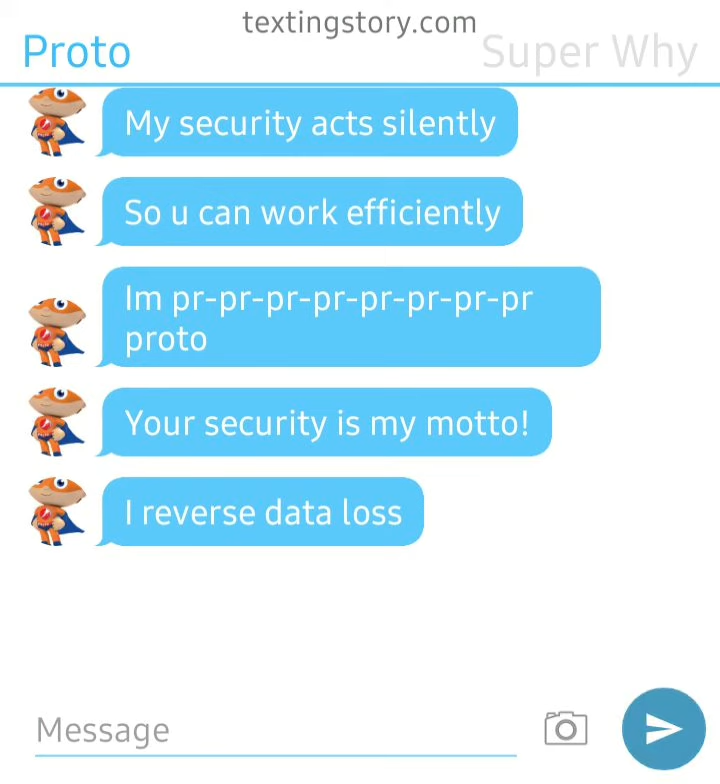 textingstory.com
Proto
Super Why
My security acts silently
So u can work efficiently
Im pr-pr-pr-pr-pr-pr-pr-pr
proto
Your security is my motto!
I reverse data loss
Message